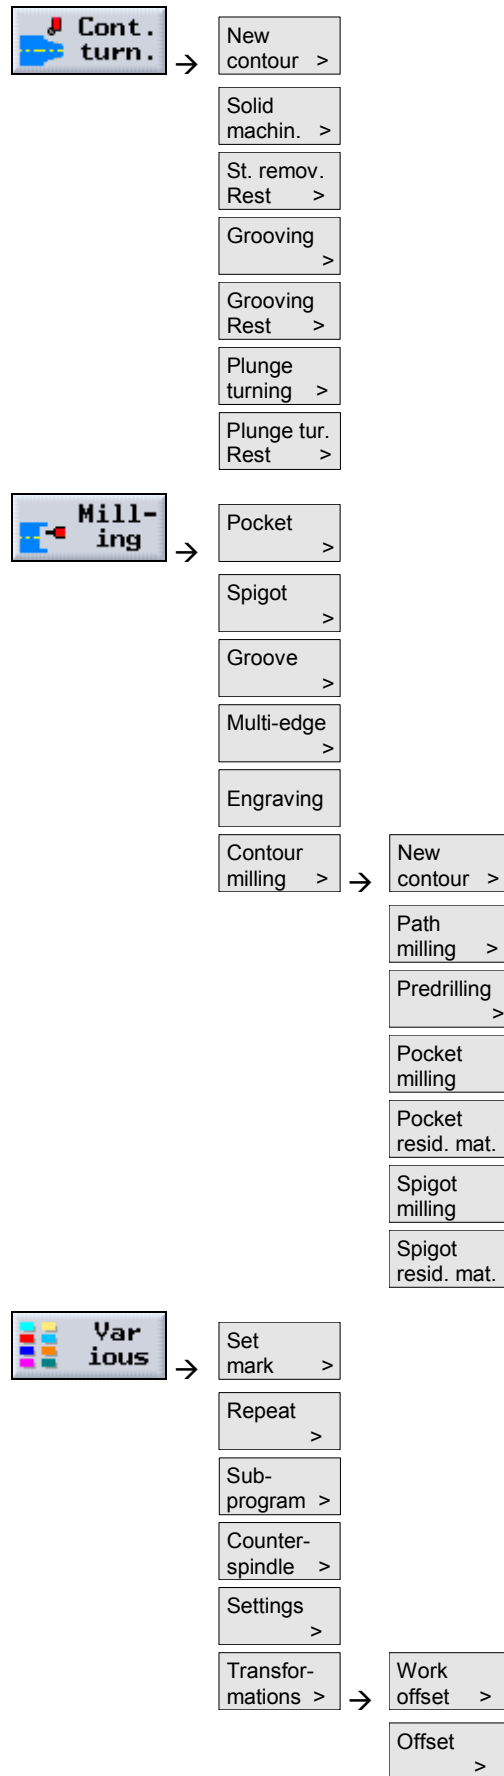 Cont.
turn.
→
New
contour >
Solid
machin. >
St. remov.
Rest >
Grooving
>
Grooving
Rest >
Plunge
turning >
Plunge tur.
Rest >
Mill-
ing
→
Pocket
>
Spigot
>
Groove
>
Multi-edge
>
Engraving
Contour
milling >
→
New
contour >
Path
milling >
Predrilling
>
Pocket
milling
Pocket
resid. mat.
Spigot
milling
Spigot
resid. mat.
Var
ious
→
Set
mark >
Repeat
>
Sub-
program >
Counter-
spindle >
Settings
>
Transfor-
mations >
→
Work
offset >
Offset
>